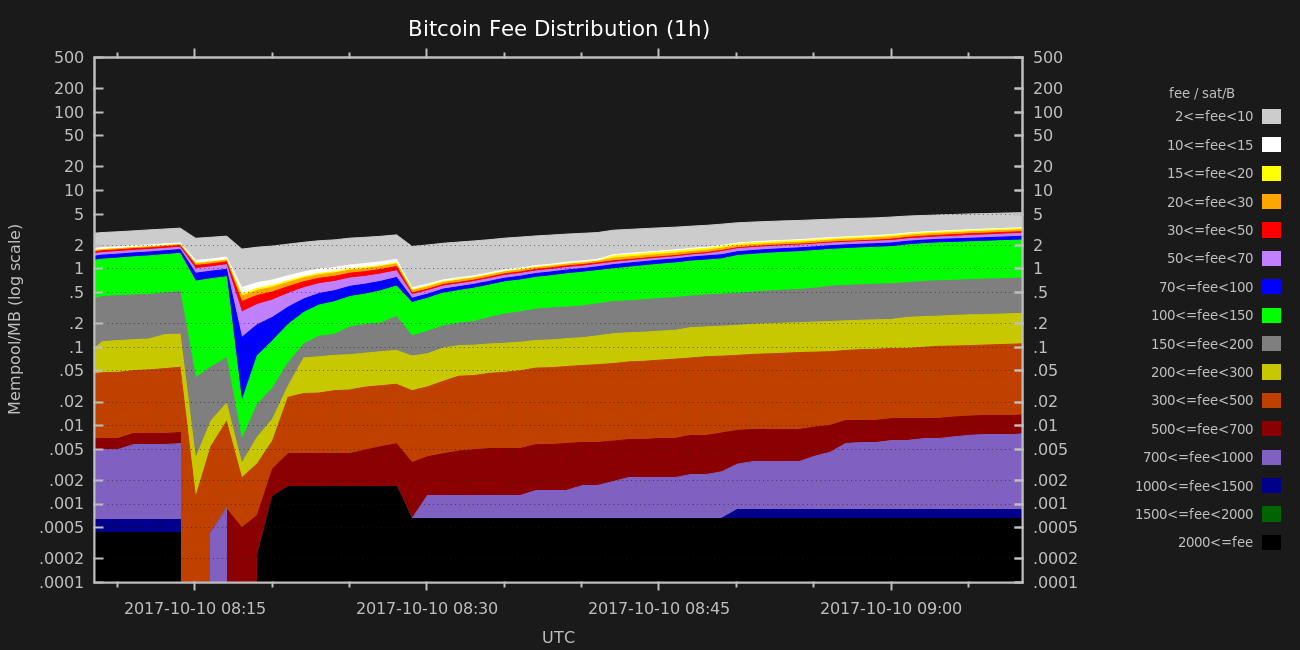 Bitcoin Fee Distribution (1h)
500
200
100
50
20
10
5
2
1
.5
.2
.1
.05
.02
.01
.005
.002
.001
.0005
.0002
.0001
Mempool/MB (log scale)
500
200
100
50
20
10
5
2
1
.5
.2
.1
.05
.02
.01
.005
.002
.001
.0005
.0002
.0001
2017-10-10 08:15 2017-10-10 08:30 2017-10-10 08:45 2017-10-10 09:00
UTC
fee / sat/B
2<=fee<10
10<=fee<15
15<=fee<20
20<=fee<30
30<=fee<50
50<=fee<70
70<=fee<100
100<=fee<150
150<=fee<200
200<=fee<300
300<=fee<500
500<=fee<700
700<=fee<1000
1000<=fee<1500
1500<=fee<2000
2000<=fee